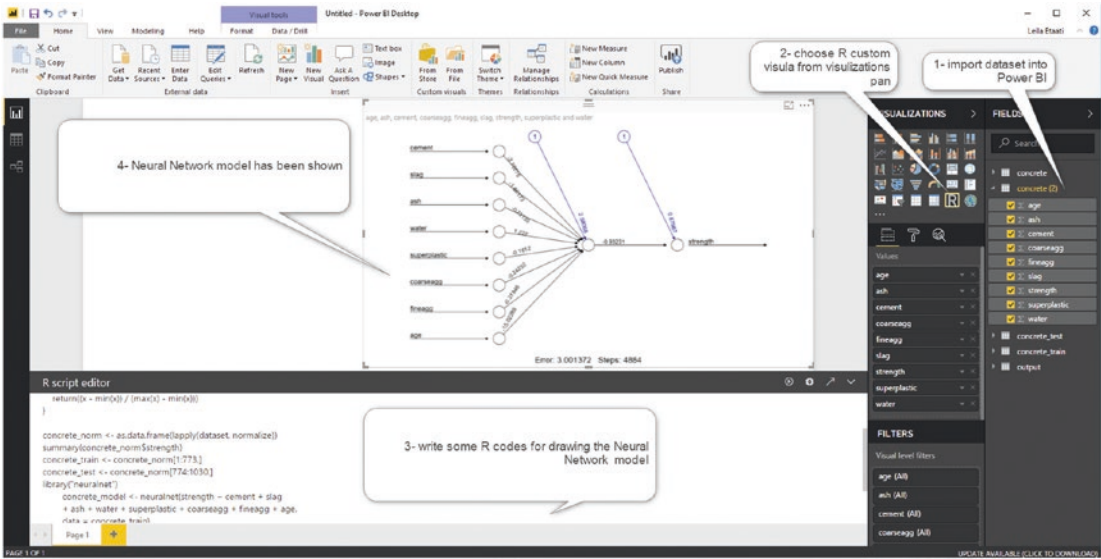 Visual tools
Untitled - Power BI Desktop
File Home View Modeling Help Format Data / Drill
Leila Etaati
Paste
Cut
Copy
Format Painter
Clipboard
Get Data
Recent Sources
Enter Data
Edit Queries
Refresh
External data
New Page
New Visual
Ask A Question
Text box
Image
Shapes
Insert
From Store
From File
Custom visuals
Switch Theme
Themes
Manage Relationships
Relationships
New Measure
New Column
New Quick Measure
Calculations
Publish
Share
2- choose R custom
visula from visulizations
pan
1- import dataset into
Power BI
4- Neural Network model has been shown
age, ash, cement, coarseagg, fineagg, slag, strength, superplastic and water
1
1
cement
slag
ash
water
superplastic
coarseagg
fineagg
age
strength
Error: 3.001372 Steps: 4884
R script editor
return((x - min(x)) / (max(x) - min(x)))
}
concrete_norm <- as.data.frame(lapply(dataset, normalize))
summary(concrete_norm$strength)
concrete_train <- concrete_norm[1:773,]
concrete_test <- concrete_norm[774:1030,]
library("neuralnet")
concrete_model <- neuralnet(strength ~ cement + slag
+ ash + water + superplastic + coarseagg + fineagg + age,
data = concrete_train)
3- write some R codes for drawing the Neural
Network model
Page 1
PAGE 1 OF 1
VISUALIZATIONS
R
Values
age
ash
cement
coarseagg
fineagg
slag
strength
superplastic
water
FILTERS
Visual level filters
age (All)
ash (All)
cement (All)
coarseagg (All)
FIELDS
Search
concrete
concrete (2)
age
ash
cement
coarseagg
fineagg
slag
strength
superplastic
water
concrete_test
concrete_train
output
UPDATE AVAILABLE (CLICK TO DOWNLOAD)